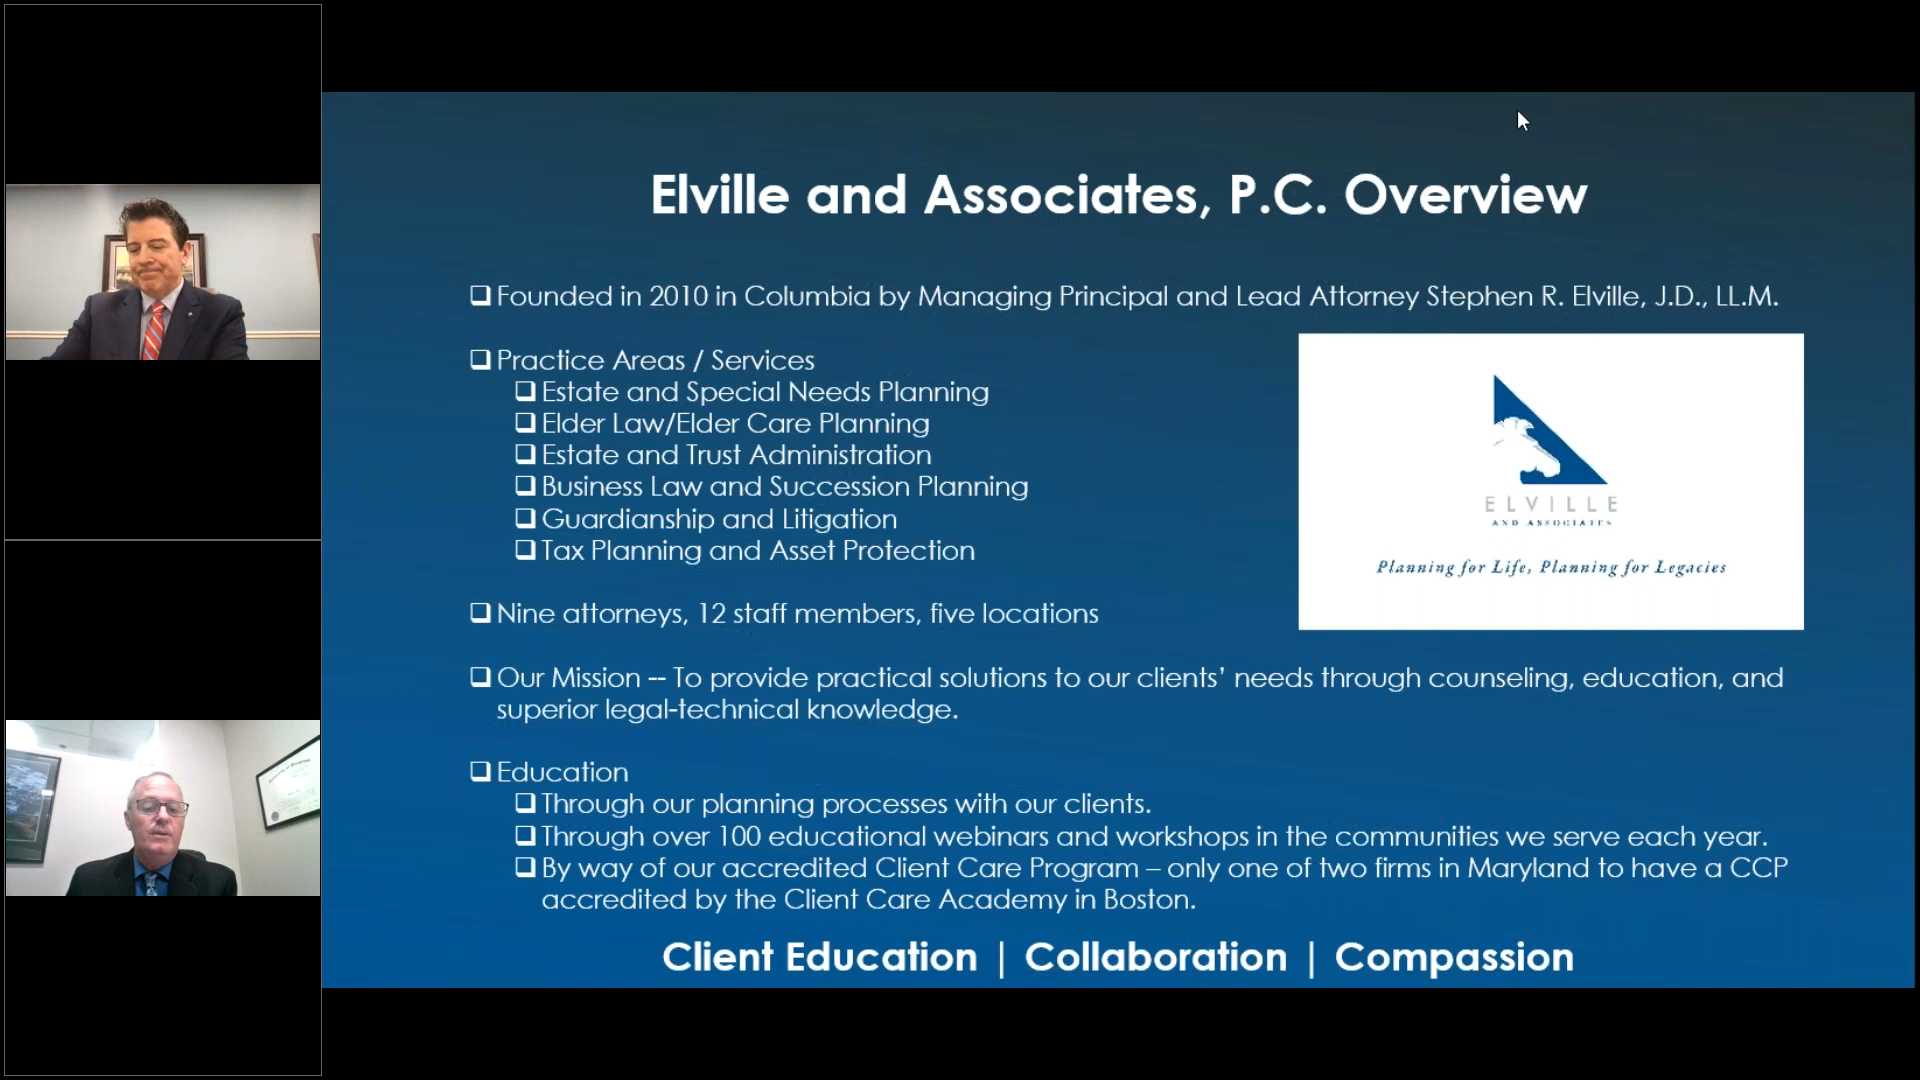 Elville and Associates, P.C. Overview
Founded in 2010 in Columbia by Managing Principal and Lead Attorney Stephen R. Elville, J.D., LL.M.
Practice Areas / Services
Estate and Special Needs Planning
Elder Law/Elder Care Planning
Estate and Trust Administration
Business Law and Succession Planning
Guardianship and Litigation
Tax Planning and Asset Protection
ELVILLE
AND ASSOCIATES
Planning for Life, Planning for Legacies
Nine attorneys, 12 staff members, five locations
Our Mission -- To provide practical solutions to our clients’ needs through counseling, education, and
superior legal-technical knowledge.
Education
Through our planning processes with our clients.
Through over 100 educational webinars and workshops in the communities we serve each year.
By way of our accredited Client Care Program – only one of two firms in Maryland to have a CCP
accredited by the Client Care Academy in Boston.
Client Education | Collaboration | Compassion